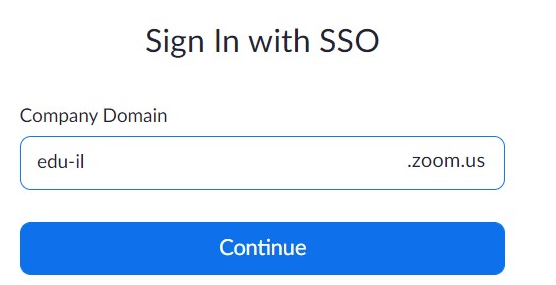 Sign In with SSO
Company Domain
edu-il .zoom.us
Continue